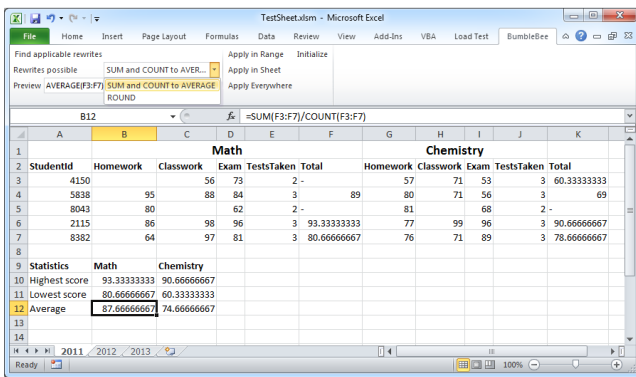 TestSheet.xlsm - Microsoft Excel
File Home Insert Page Layout Formulas Data Review View Add-Ins VBA Load Test BumbleBee
Find applicable rewrites Apply in Range Initialize
Rewrites possible SUM and COUNT to AVER... Apply in Sheet
Preview AVERAGE(F3:F7) SUM and COUNT to AVERAGE Apply Everywhere
ROUND
B12 fx =SUM(F3:F7)/COUNT(F3:F7)
A B C D E F G H I J K
1 Math Chemistry
2 StudentId Homework Classwork Exam TestsTaken Total Homework Classwork Exam TestsTaken Total
3 4150 56 73 2 - 57 71 53 3 60.33333333
4 5838 95 88 84 3 89 80 71 56 3 69
5 8043 80 62 2 - 81 68 2 -
6 2115 86 98 96 3 93.33333333 77 99 96 3 90.66666667
7 8382 64 97 81 3 80.66666667 76 71 89 3 78.66666667
8
9 Statistics Math Chemistry
10 Highest score 93.33333333 90.66666667
11 Lowest score 80.66666667 60.33333333
12 Average 87.66666667 74.66666667
13
14
2011 2012 2013
Ready 100%